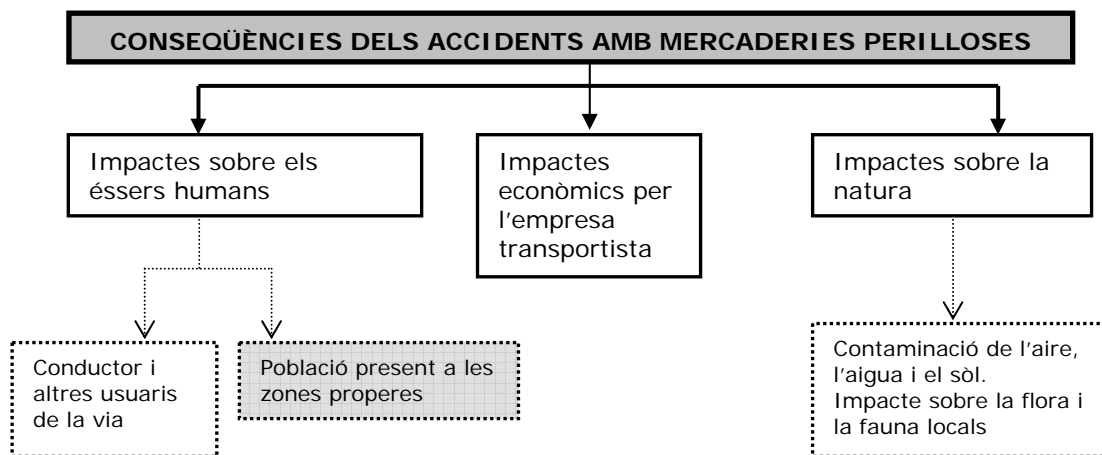 CONSEQÜÈNCIES DELS ACCIDENTS AMB MERCADERIES PERILLOSES
Impactes sobre els
éssers humans
Impactes
econòmics per
l'empresa
transportista
Impactes sobre la
natura
Conductor i
altres usuaris
de la via
Població present a les
zones properes
Contaminació de l'aire,
l'aigua i el sòl.
Impacte sobre la flora i
la fauna locals